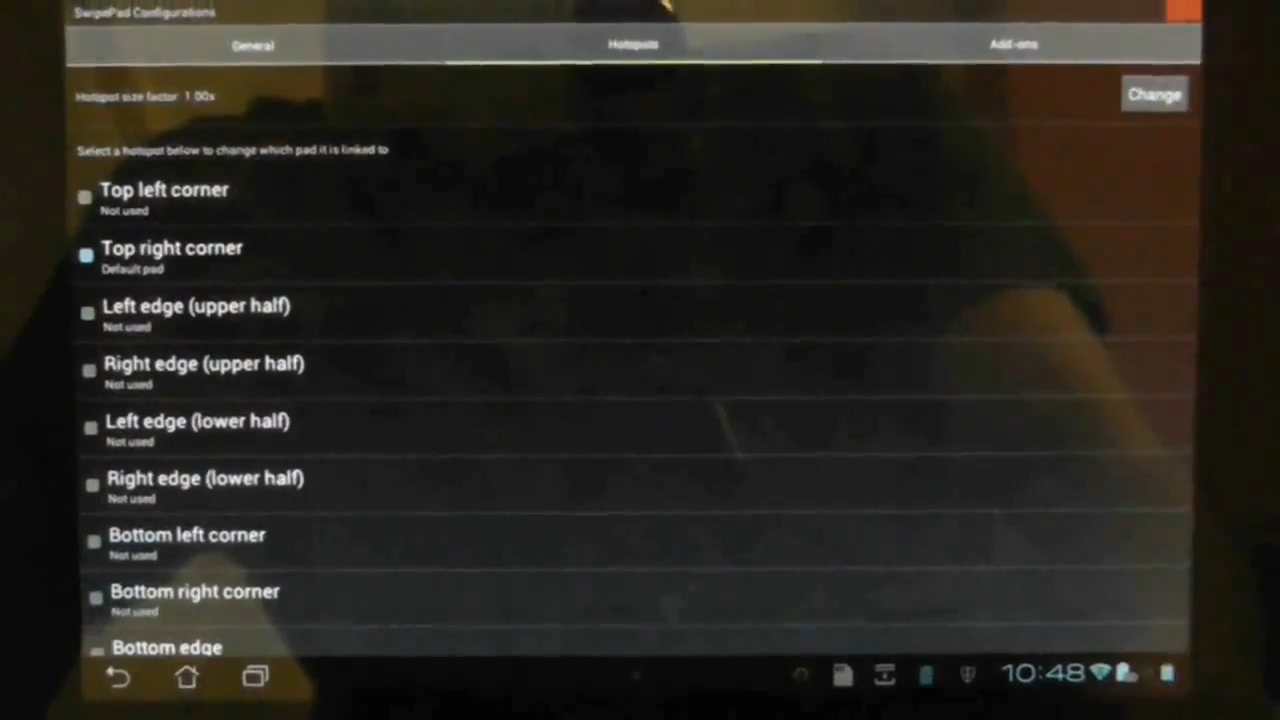 SwipePad Configurations
General
Hotspots
Add-ons
Hotspot size factor: 1.00x
Change
Select a hotspot below to change which pad it is linked to
Top left corner
Not used
Top right corner
Default pad
Left edge (upper half)
Not used
Right edge (upper half)
Not used
Left edge (lower half)
Not used
Right edge (lower half)
Not used
Bottom left corner
Not used
Bottom right corner
Not used
Bottom edge
10:48